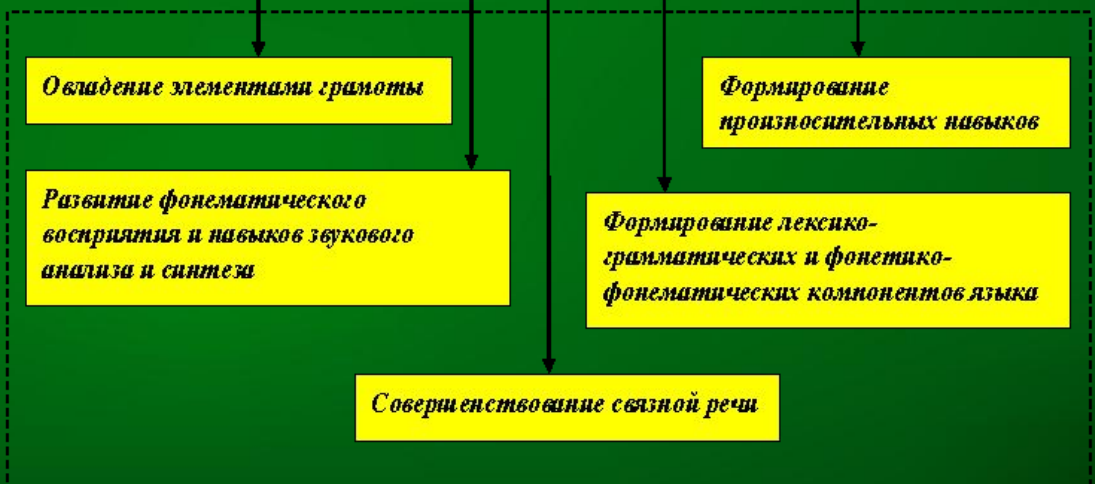 Овладение элементами грамоты
Формирование
произносительных навыков
Развитие фонематического
восприятия и навыков звукового
анализа и синтеза
Формирование лексико-
грамматических и фонетико-
фонематических компонентов языка
Совершенствование связной речи